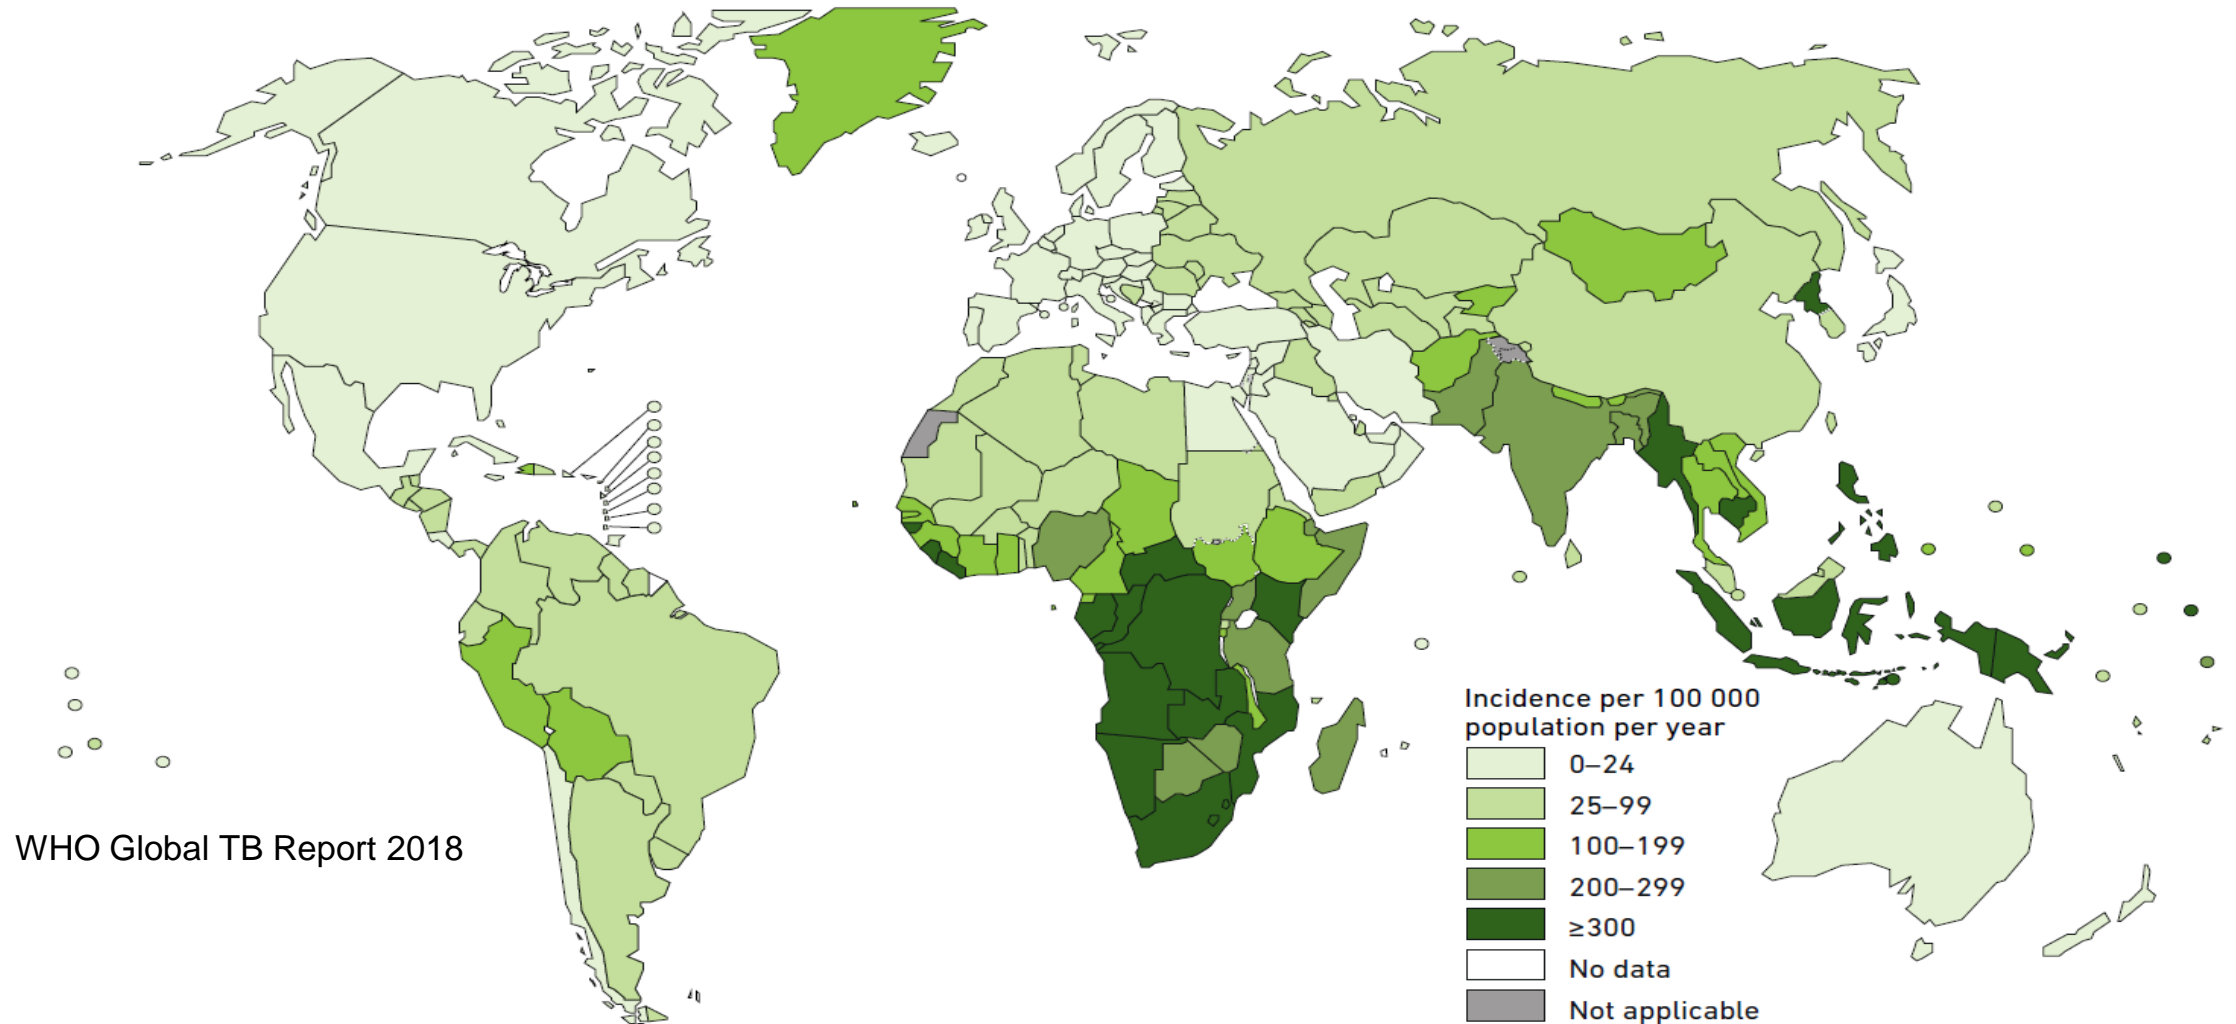 Incidence per 100 000
population per year
0–24
25–99
100–199
200–299
≥300
No data
Not applicable
WHO Global TB Report 2018